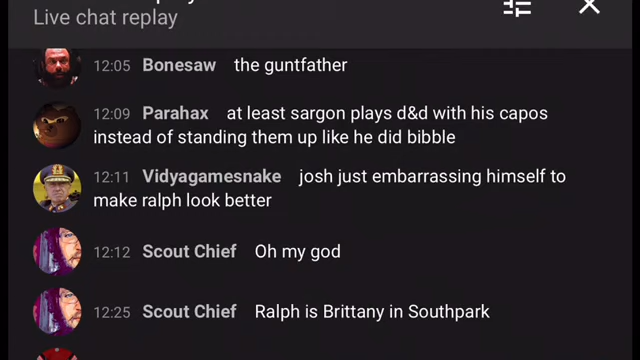 Live chat replay
12:05 Bonesaw the guntfather
12:09 Parahax at least sargon plays d&d with his capos
instead of standing them up like he did bibble
12:11 Vidyagamesnake josh just embarrassing himself to
make ralph look better
12:12 Scout Chief Oh my god
12:25 Scout Chief Ralph is Brittany in Southpark